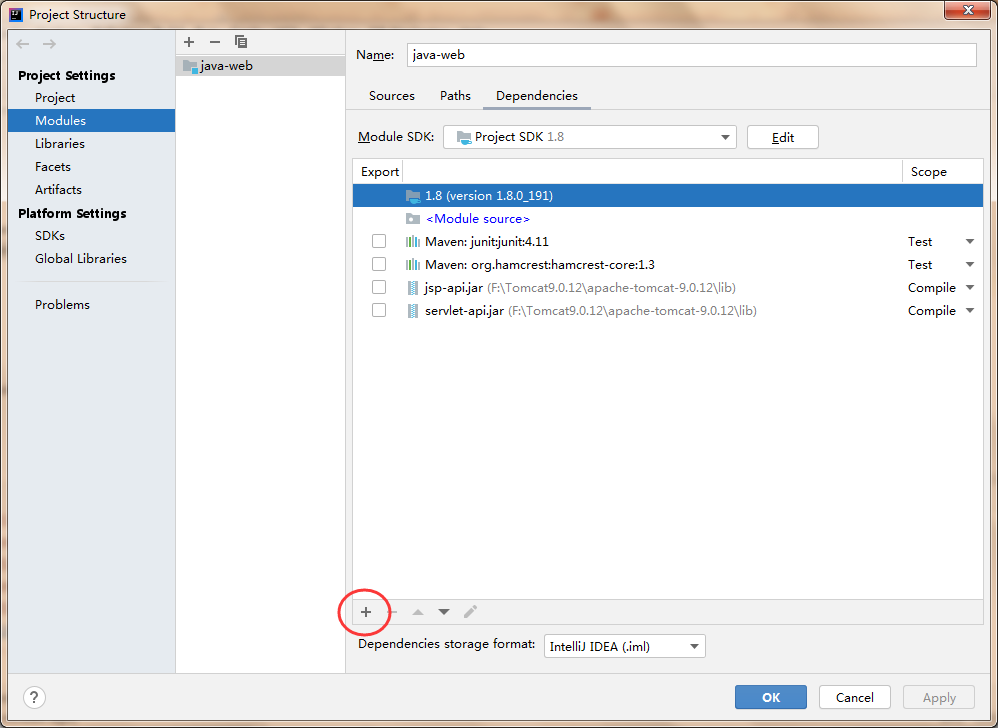 Project Structure
Project Settings
Project
Modules
Libraries
Facets
Artifacts
Platform Settings
SDKs
Global Libraries
Problems
java-web
Name: java-web
Sources Paths Dependencies
Module SDK: Project SDK 1.8 Edit
Export Scope
1.8 (version 1.8.0_191)
<Module source>
Maven: junit:junit:4.11 Test
Maven: org.hamcrest:hamcrest-core:1.3 Test
jsp-api.jar (F:\Tomcat9.0.12\apache-tomcat-9.0.12\lib) Compile
servlet-api.jar (F:\Tomcat9.0.12\apache-tomcat-9.0.12\lib) Compile
Dependencies storage format: IntelliJ IDEA (.iml)
? OK Cancel Apply